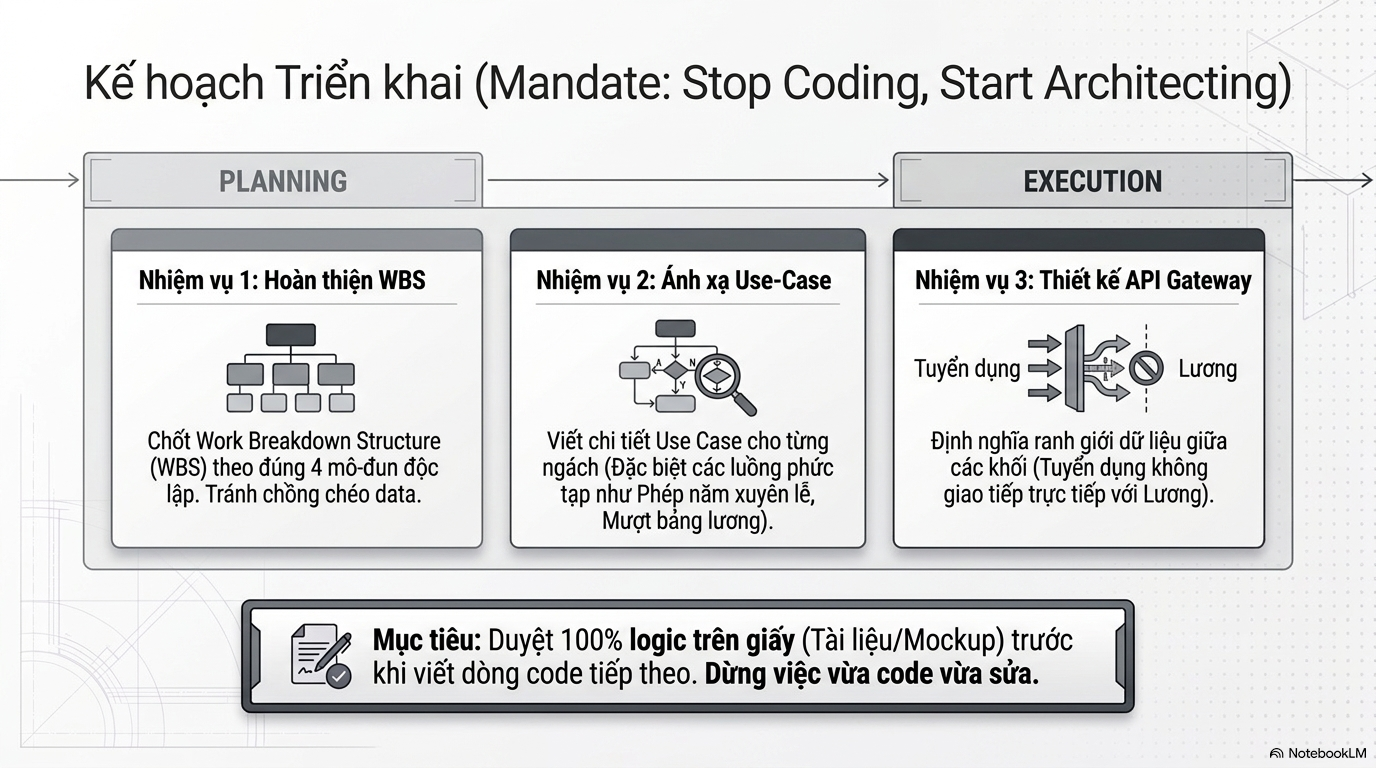 Kế hoạch Triển khai (Mandate: Stop Coding, Start Architecting)
PLANNING
EXECUTION
Nhiệm vụ 1: Hoàn thiện WBS
Chốt Work Breakdown Structure
(WBS) theo đúng 4 mô-đun độc
lập. Tránh chồng chéo data.
Nhiệm vụ 2: Ánh xạ Use-Case
A
N
Y
Viết chi tiết Use Case cho từng
ngách (Đặc biệt các luồng phức
tạp như Phép năm xuyên lễ,
Mượt bảng lương).
Nhiệm vụ 3: Thiết kế API Gateway
Tuyển dụng
Lương
Định nghĩa ranh giới dữ liệu giữa
các khối (Tuyển dụng không
giao tiếp trực tiếp với Lương).
Mục tiêu: Duyệt 100% logic trên giấy (Tài liệu/Mockup) trước
khi viết dòng code tiếp theo. Dừng việc vừa code vừa sửa.
NotebookLM